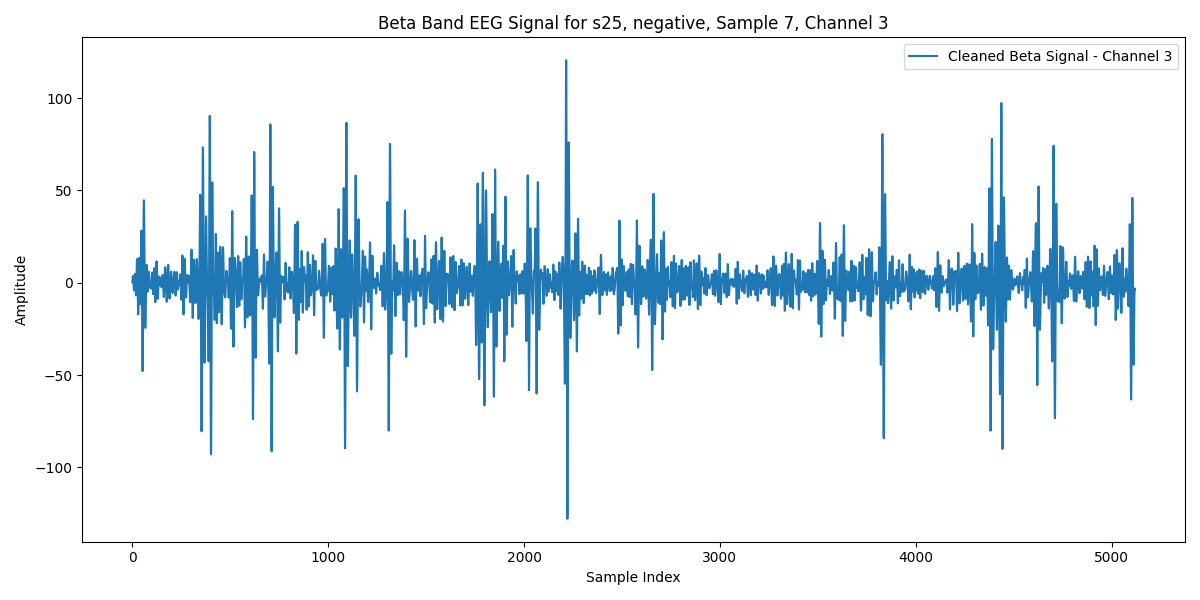 Beta Band EEG Signal for s25, negative, Sample 7, Channel 3
Cleaned Beta Signal - Channel 3
Amplitude
100
50
0
−50
−100
0 1000 2000 3000 4000 5000
Sample Index